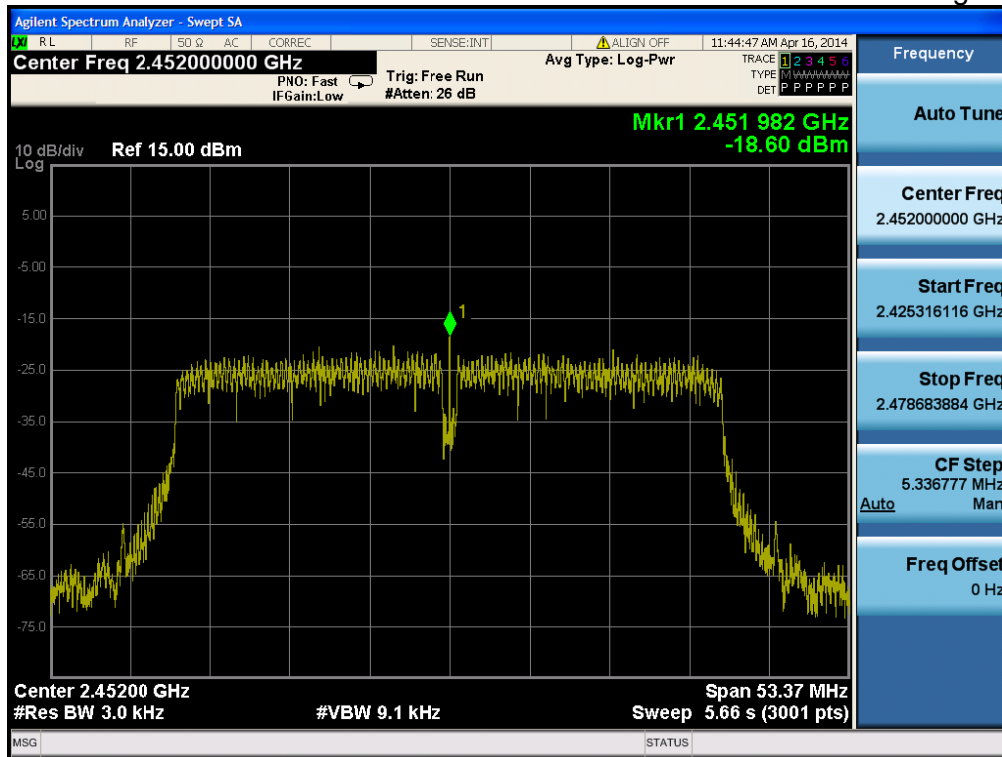 Agilent Spectrum Analyzer - Swept SA
LXI RL RF 50 Ω AC CORREC SENSE:INT ALIGN OFF 11:44:47 AM Apr 16, 2014
Center Freq 2.452000000 GHz
PNO: Fast
IFGain:Low
Trig: Free Run
#Atten: 26 dB
Avg Type: Log-Pwr
TRACE 1 2 3 4 5 6
TYPE M
DET P P P P P P
Mkr1 2.451 982 GHz
-18.60 dBm
10 dB/div Ref 15.00 dBm
Log
5.00
-5.00
-15.0
-25.0
-35.0
-45.0
-55.0
-65.0
-75.0
1
Center 2.45200 GHz
Span 53.37 MHz
#Res BW 3.0 kHz
#VBW 9.1 kHz
Sweep 5.66 s (3001 pts)
MSG
STATUS
Frequency
Auto Tune
Center Freq
2.452000000 GHz
Start Freq
2.425316116 GHz
Stop Freq
2.478683884 GHz
CF Step
5.336777 MHz
Auto Man
Freq Offset
0 Hz